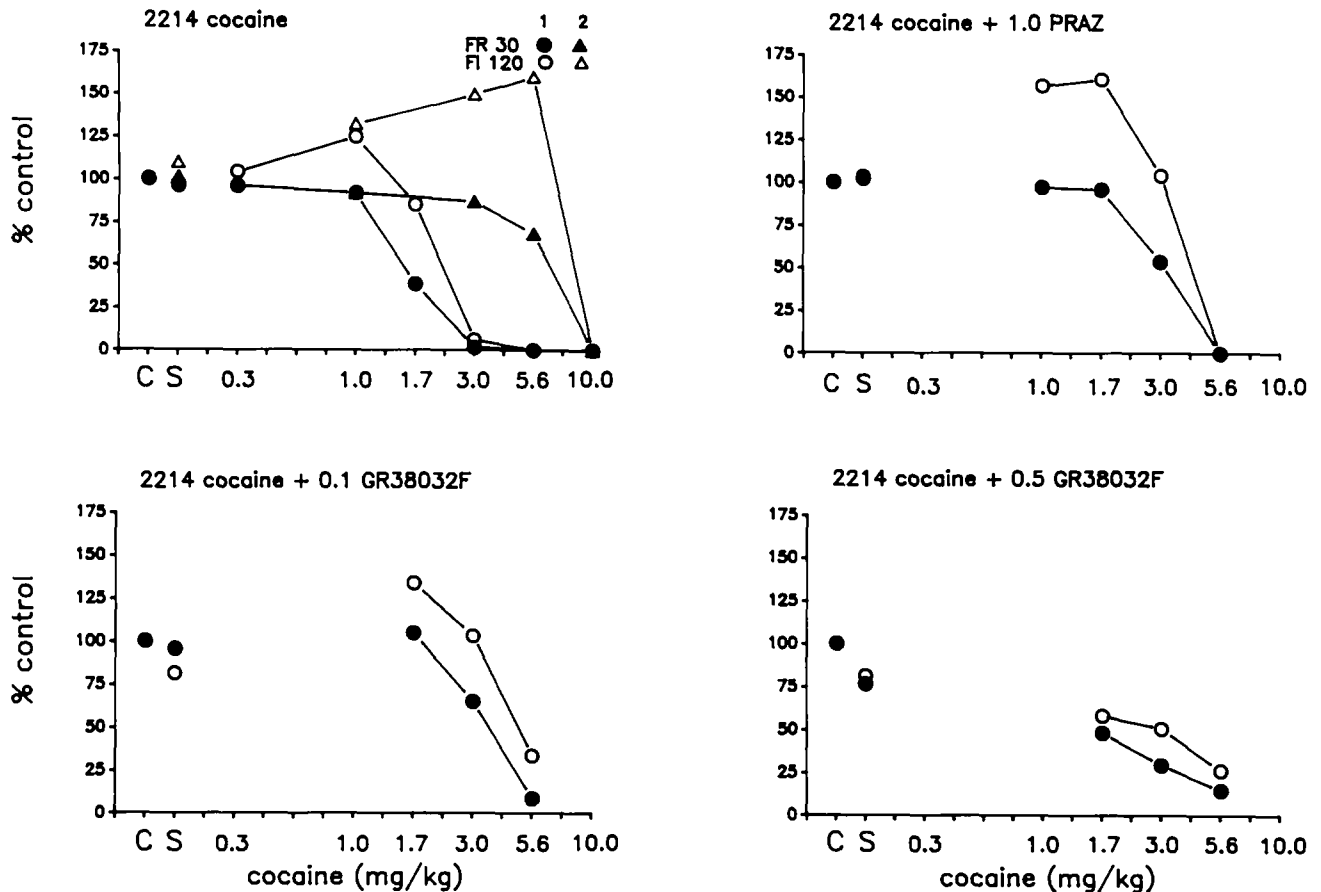 2214 cocaine
1 2
FR 30
FI 120
% control
175
150
125
100
75
50
25
0
C S 0.3 1.0 1.7 3.0 5.6 10.0
2214 cocaine + 1.0 PRAZ
175
150
125
100
75
50
25
0
C S 0.3 1.0 1.7 3.0 5.6 10.0
2214 cocaine + 0.1 GR38032F
% control
175
150
125
100
75
50
25
0
C S 0.3 1.0 1.7 3.0 5.6 10.0
cocaine (mg/kg)
2214 cocaine + 0.5 GR38032F
175
150
125
100
75
50
25
0
C S 0.3 1.0 1.7 3.0 5.6 10.0
cocaine (mg/kg)